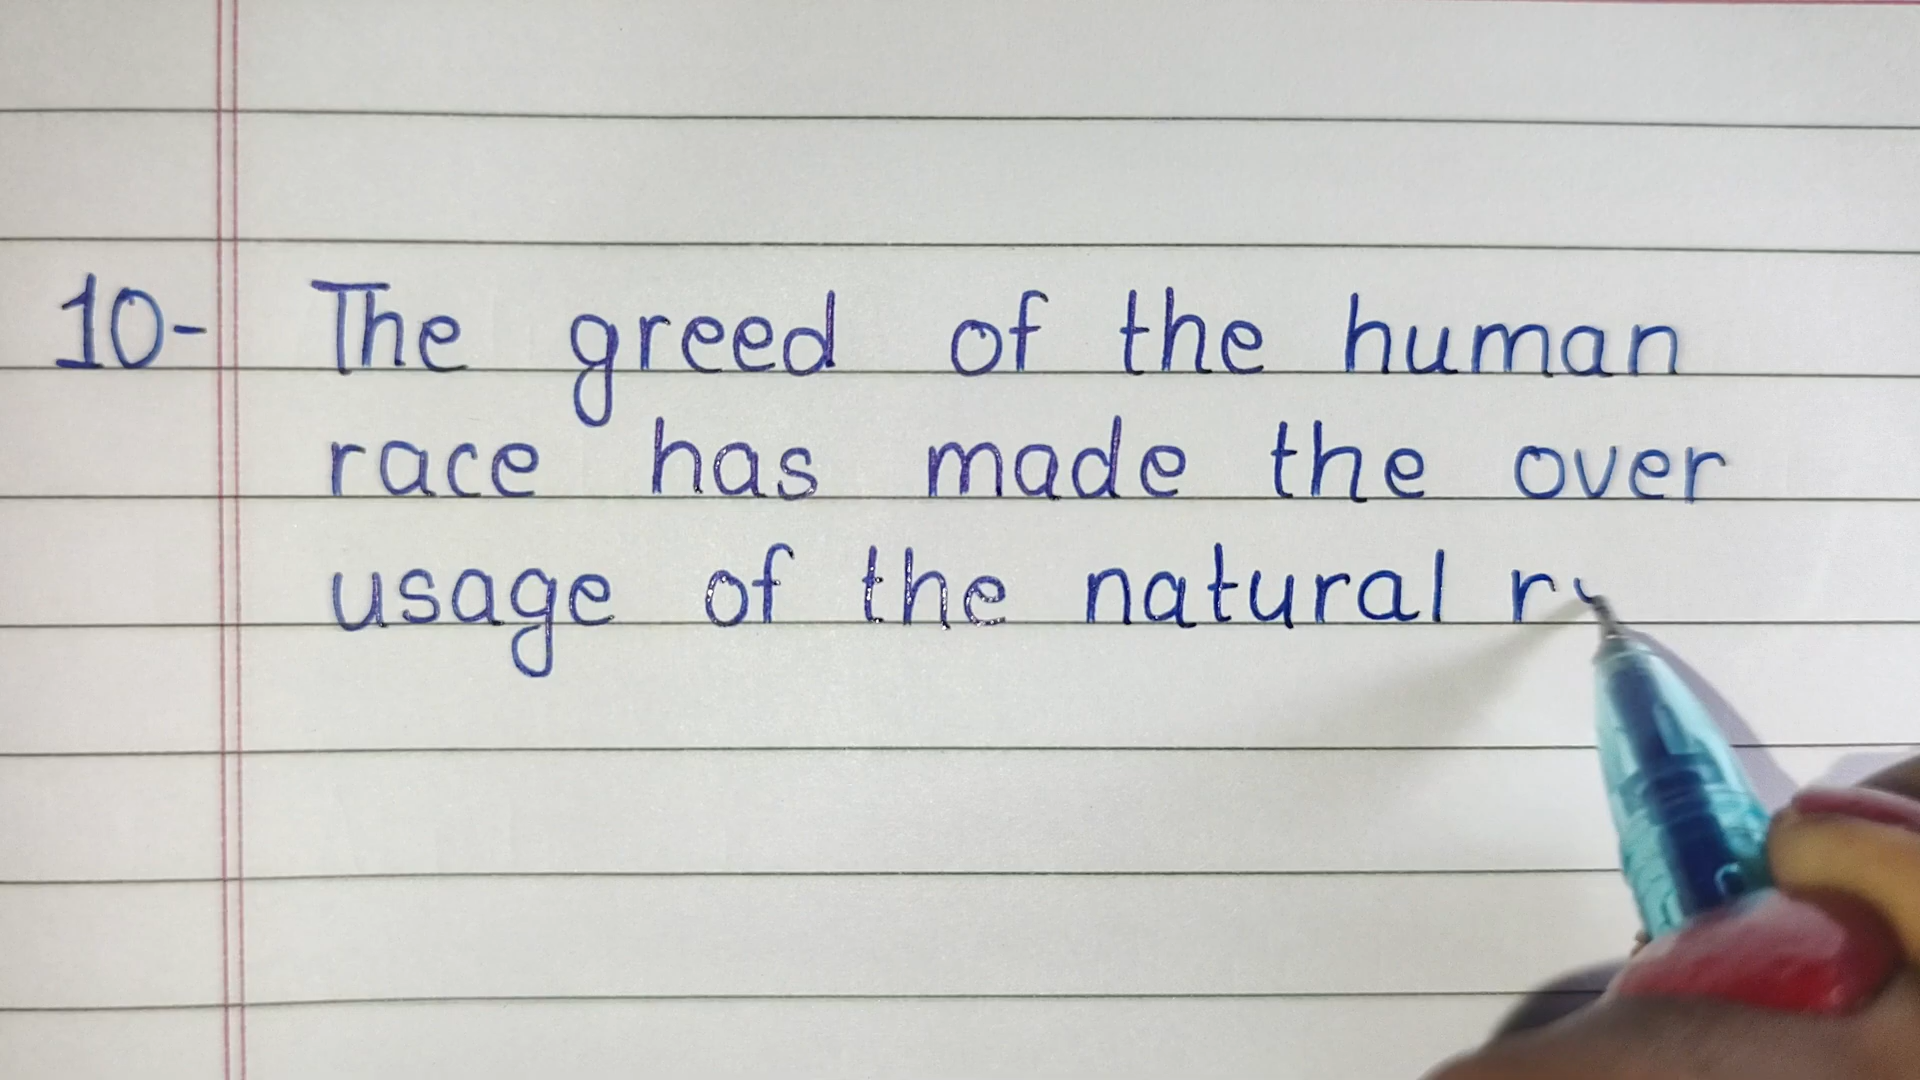 10- The greed of the human
race has made the over
usage of the natural